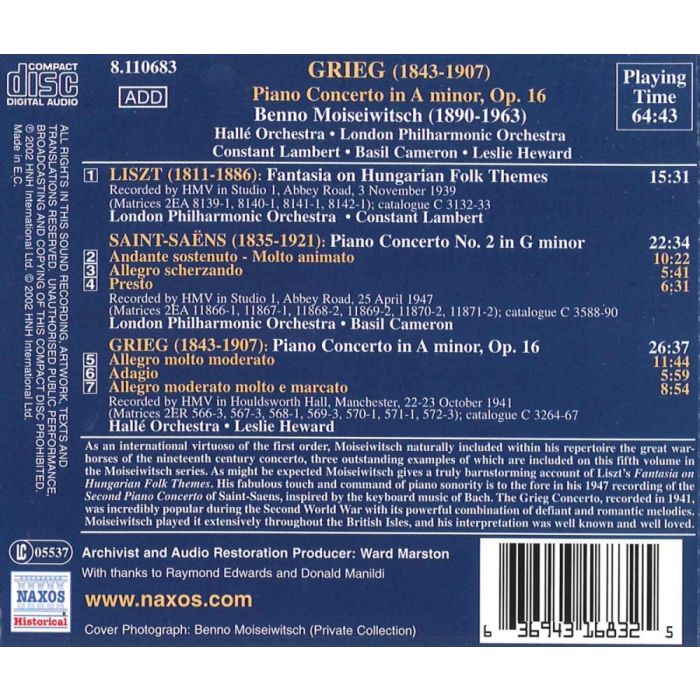 COMPACT
disc
DIGITAL AUDIO
8.110683
ADD
GRIEG (1843-1907)
Piano Concerto in A minor, Op. 16
Benno Moiseiwitsch (1890-1963)
Hallé Orchestra • London Philharmonic Orchestra
Constant Lambert • Basil Cameron • Leslie Heward
Playing
Time
64:43
1 LISZT (1811-1886): Fantasia on Hungarian Folk Themes 15:31
Recorded by HMV in Studio 1, Abbey Road, 3 November 1939
(Matrices 2EA 8139-1, 8140-1, 8141-1, 8142-1); catalogue C 3132-33
London Philharmonic Orchestra • Constant Lambert
SAINT-SAËNS (1835-1921): Piano Concerto No. 2 in G minor 22:34
2 Andante sostenuto - Molto animato 10:22
3 Allegro scherzando 5:41
4 Presto 6:31
Recorded by HMV in Studio 1, Abbey Road, 25 April 1947
(Matrices 2EA 11866-1, 11867-1, 11868-2, 11869-2, 11870-2, 11871-2); catalogue C 3588-90
London Philharmonic Orchestra • Basil Cameron
GRIEG (1843-1907): Piano Concerto in A minor, Op. 16 26:37
5 Allegro molto moderato 11:44
6 Adagio 5:59
7 Allegro moderato molto e marcato 8:54
Recorded by HMV in Houldsworth Hall, Manchester, 22-23 October 1941
(Matrices 2ER 566-3, 567-3, 568-1, 569-3, 570-1, 571-1, 572-3); catalogue C 3264-67
Hallé Orchestra • Leslie Heward
As an international virtuoso of the first order, Moiseiwitsch naturally included within his repertoire the great war-
horses of the nineteenth century concerto, three outstanding examples of which are included on this fifth volume in
the Moiseiwitsch series. As might be expected Moiseiwitsch gives a truly barnstorming account of Liszt's Fantasia on
Hungarian Folk Themes. His fabulous touch and command of piano sonority is to the fore in his 1947 recording of the
Second Piano Concerto of Saint-Saens, inspired by the keyboard music of Bach. The Grieg Concerto, recorded in 1941
was incredibly popular during the Second World War with its powerful combination of defiant and romantic melodies.
Moiseiwitsch played it extensively throughout the British Isles, and his interpretation was well known and well loved.
LC 05537
Archivist and Audio Restoration Producer: Ward Marston
With thanks to Raymond Edwards and Donald Manildi
NAXOS
Historical
www.naxos.com
Cover Photograph: Benno Moiseiwitsch (Private Collection)
6 36943 16832 5
ALL RIGHTS IN THIS SOUND RECORDING, ARTWORK, TEXTS AND
TRANSLATIONS RESERVED. UNAUTHORISED PUBLIC PERFORMANCE,
BROADCASTING AND COPYING OF THIS COMPACT DISC PROHIBITED.
℗ 2002 HNH International Ltd. © 2002 HNH International Ltd.
Made in E.C.